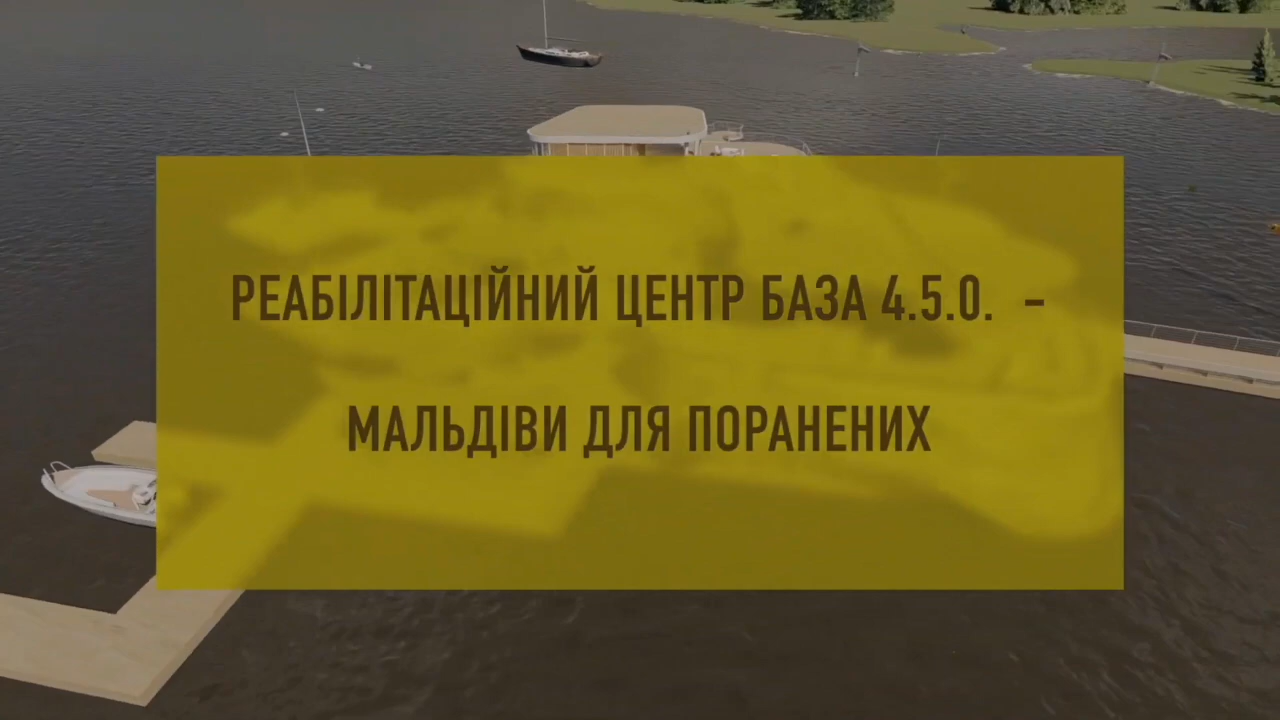 РЕАБІЛІТАЦІЙНИЙ ЦЕНТР БАЗА 4.5.0. –
МАЛЬДІВИ ДЛЯ ПОРАНЕНИХ